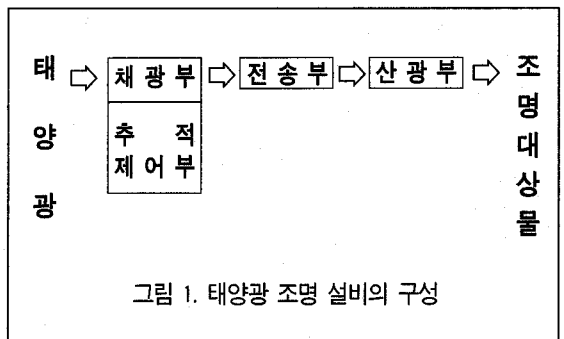 태양광
채광부
추적
제어부
전송부
산광부
조명대상물
그림 1. 태양광 조명 설비의 구성